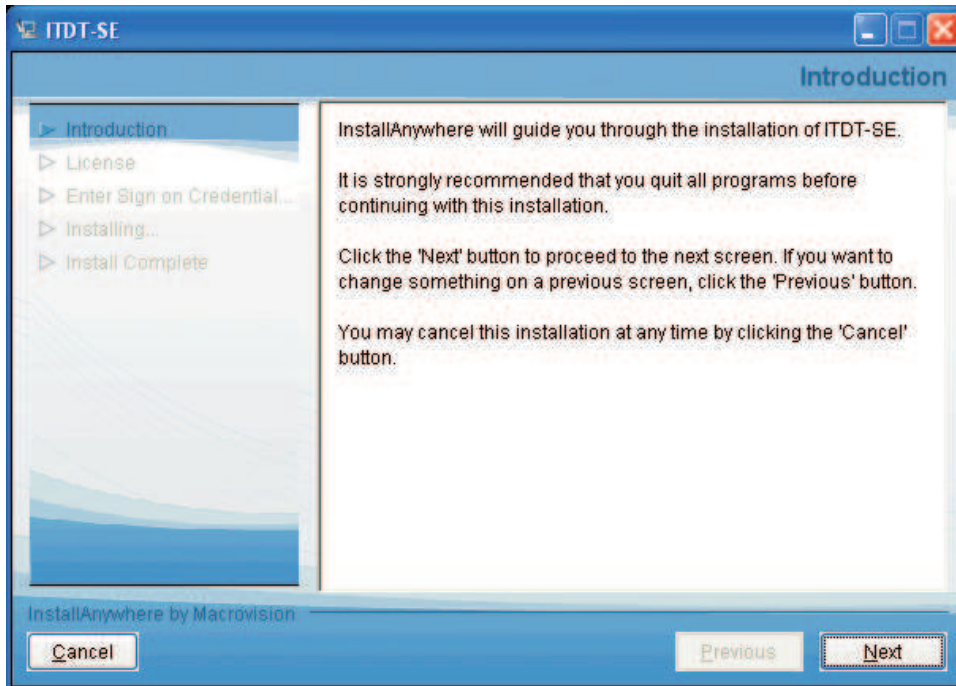 ITDT-SE
Introduction
Introduction
License
Enter Sign on Credential...
Installing...
Install Complete
InstallAnywhere will guide you through the installation of ITDT-SE.
It is strongly recommended that you quit all programs before
continuing with this installation.
Click the 'Next' button to proceed to the next screen. If you want to
change something on a previous screen, click the 'Previous' button.
You may cancel this installation at any time by clicking the 'Cancel'
button.
InstallAnywhere by Macrovision
Cancel
Previous
Next